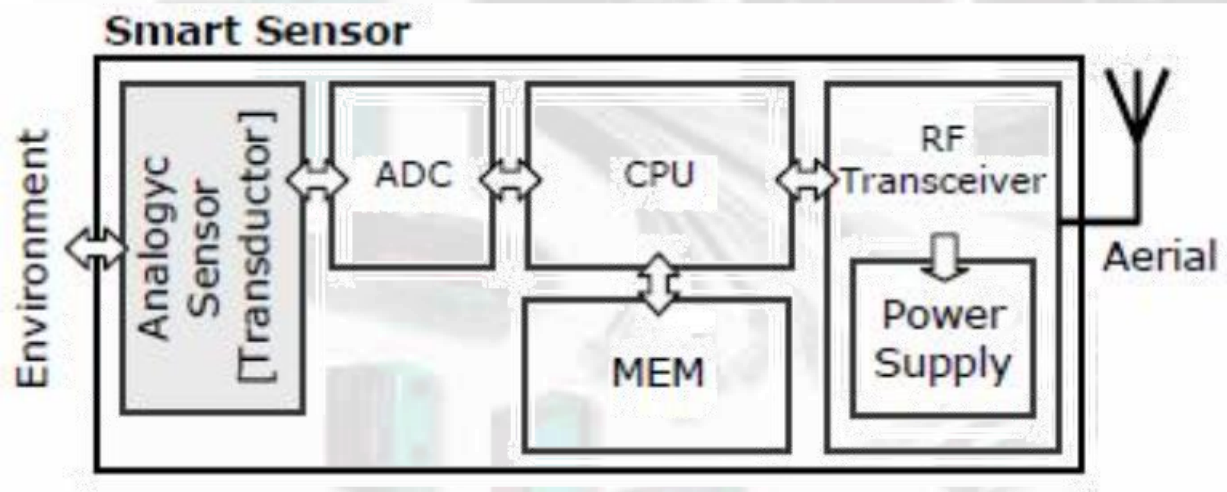 Smart Sensor
Environment
Analogyc
Sensor
[Transductor]
ADC
CPU
MEM
RF
Transceiver
Power
Supply
Aerial